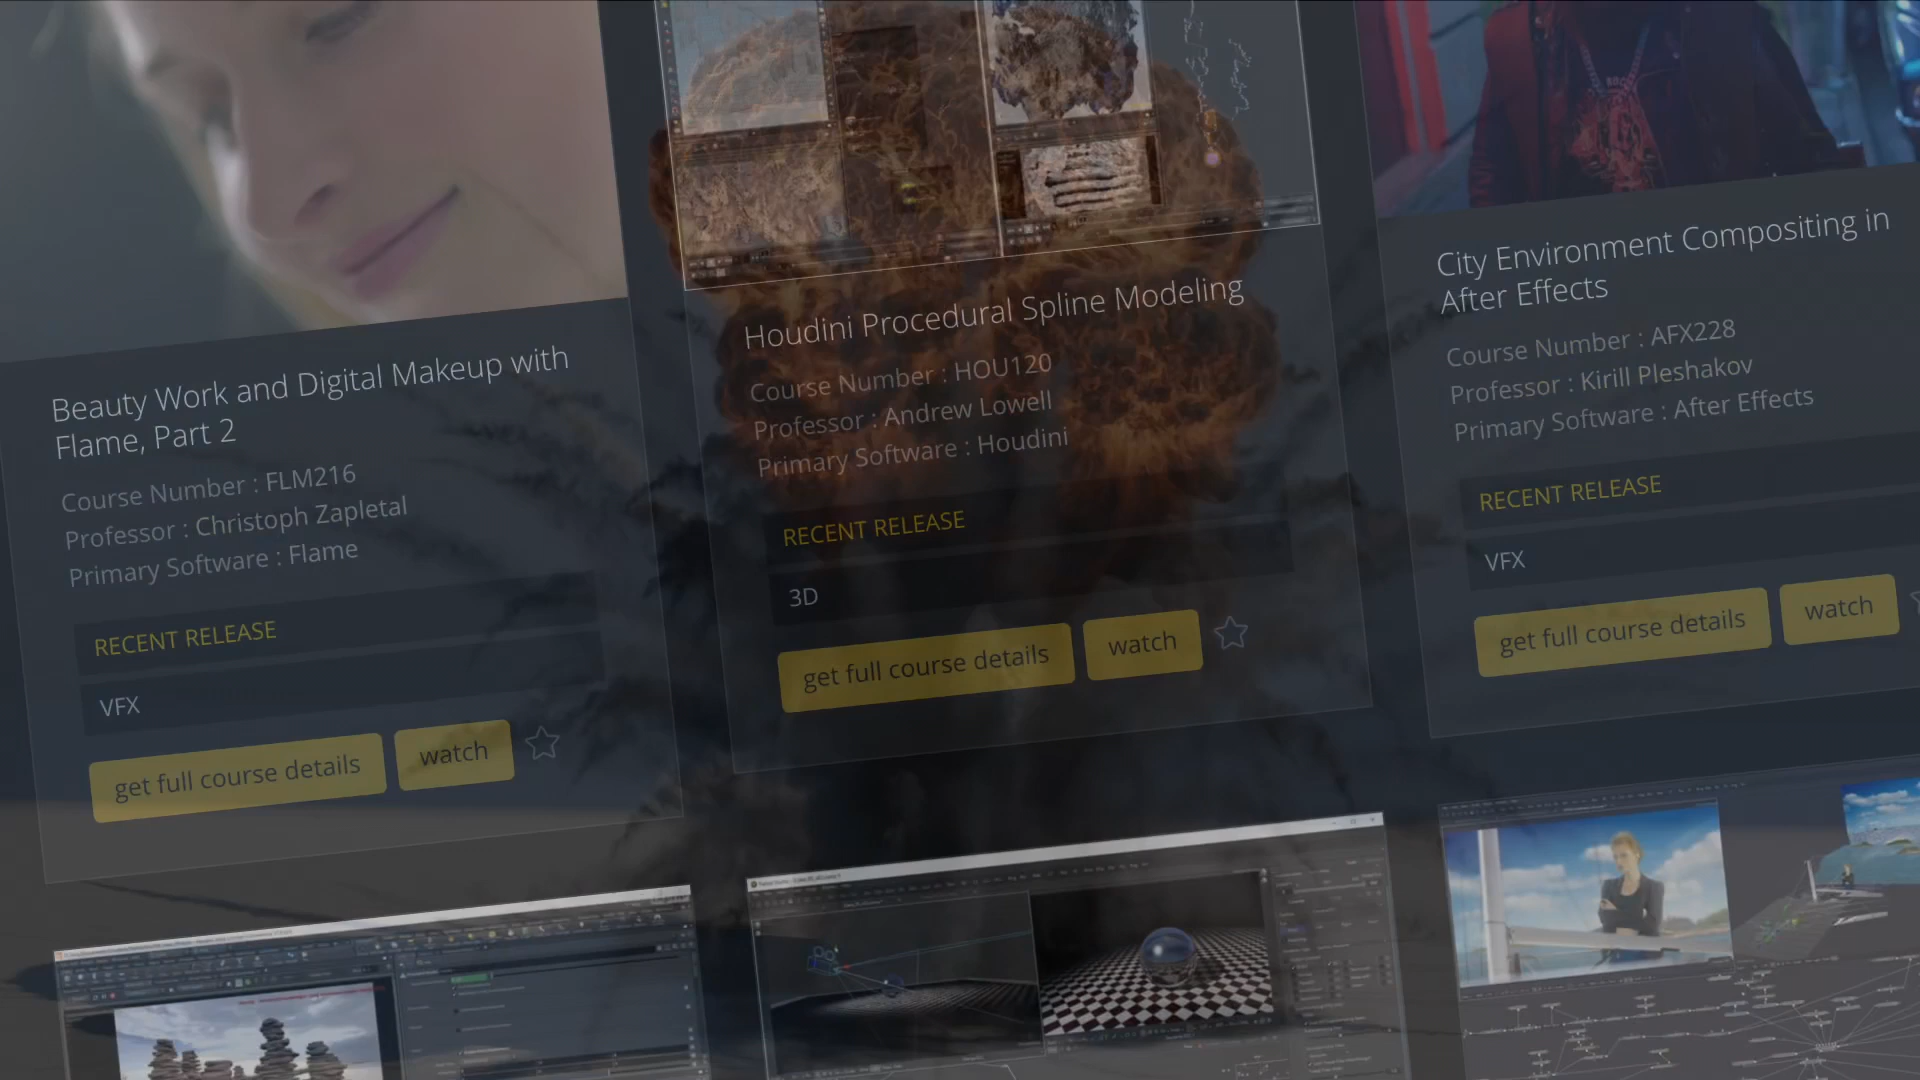 Beauty Work and Digital Makeup with
Flame, Part 2
Course Number : FLM216
Professor : Christoph Zapletal
Primary Software : Flame
RECENT RELEASE
VFX
get full course details
watch
Houdini Procedural Spline Modeling
Course Number : HOU120
Professor : Andrew Lowell
Primary Software : Houdini
RECENT RELEASE
3D
get full course details
watch
City Environment Compositing in
After Effects
Course Number : AFX228
Professor : Kirill Pleshakov
Primary Software : After Effects
RECENT RELEASE
VFX
get full course details
watch